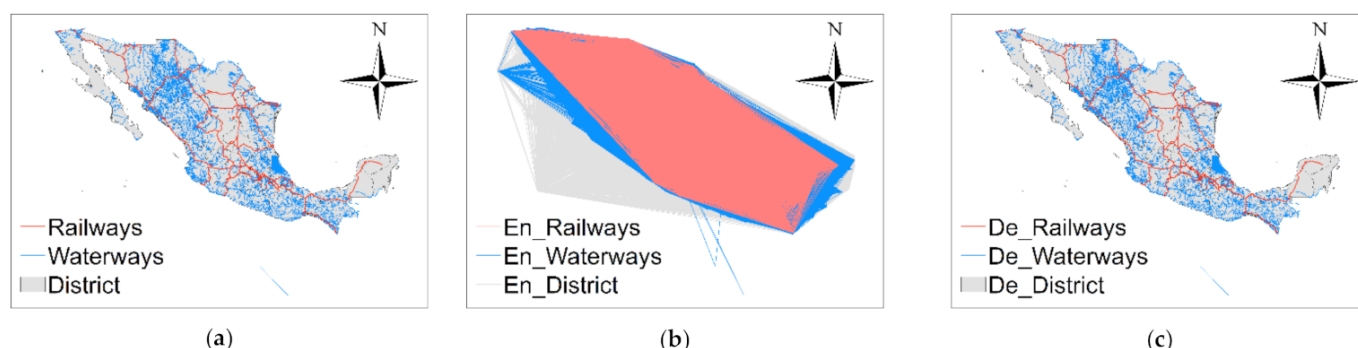 N
Railways
Waterways
District
(a)
N
En_Railways
En_Waterways
En_District
(b)
N
De_Railways
De_Waterways
De_District
(c)